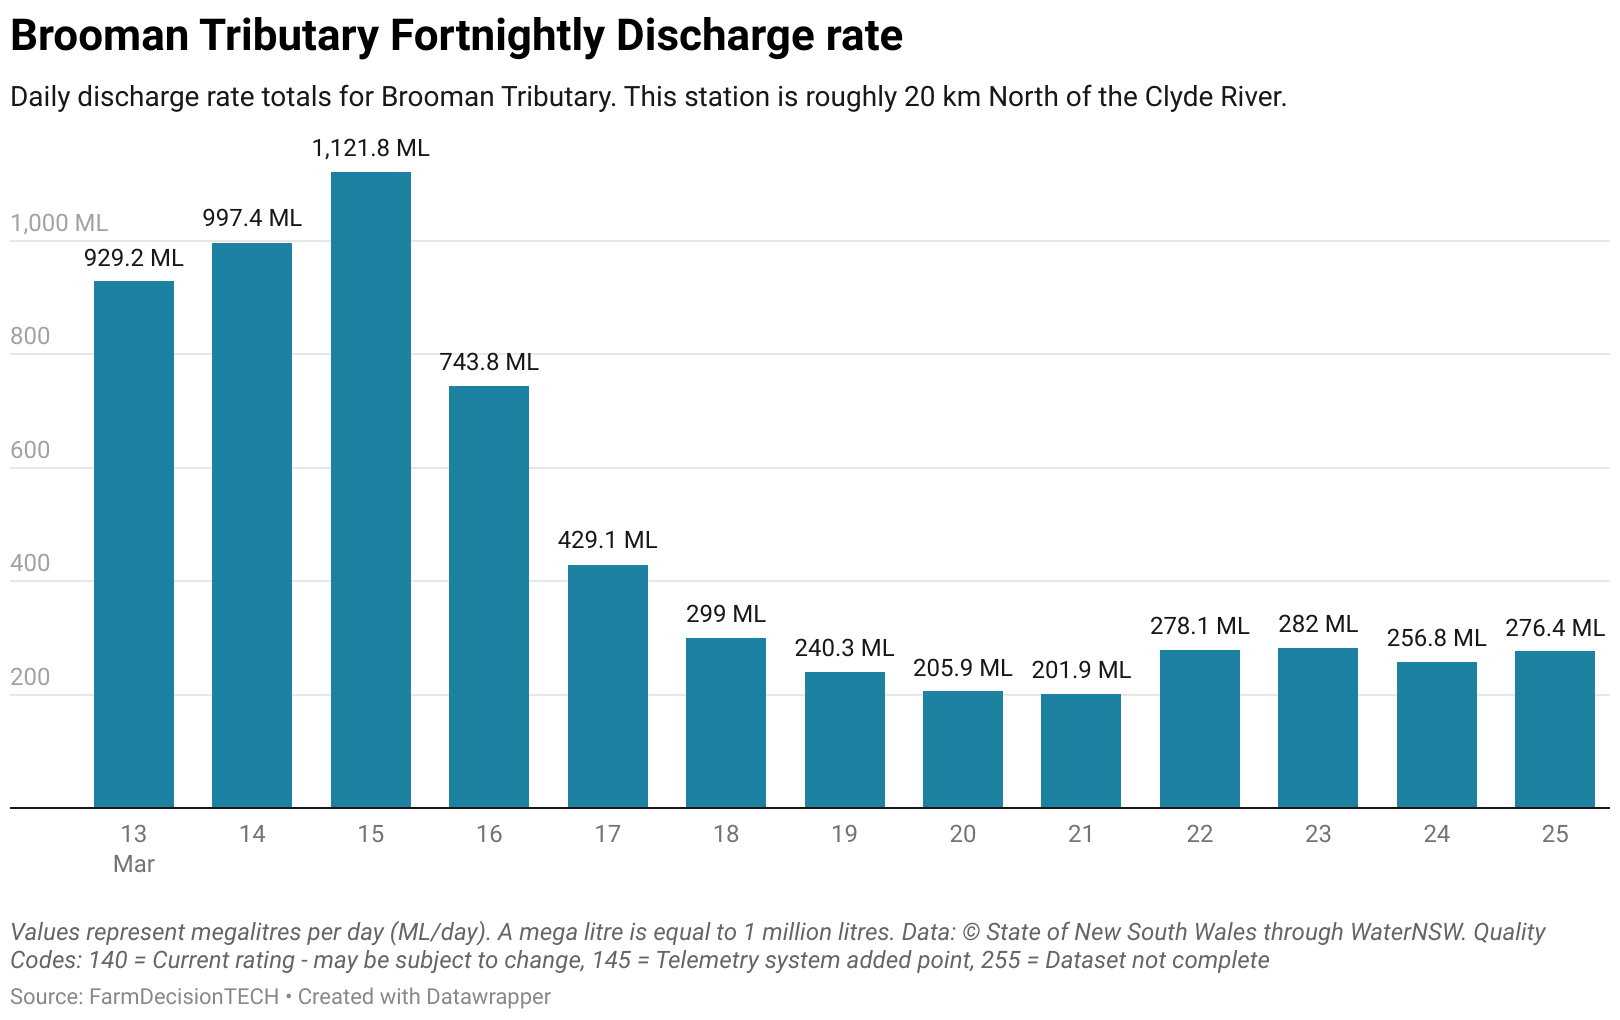 Brooman Tributary Fortnightly Discharge rate
Daily discharge rate totals for Brooman Tributary. This station is roughly 20 km North of the Clyde River.
1,121.8 ML
997.4 ML
1,000 ML
929.2 ML
800
743.8 ML
600
429.1 ML
400
299 ML
278.1 ML
282 ML
276.4 ML
256.8 ML
240.3 ML
205.9 ML
201.9 ML
200
13 14 15 16 17 18 19 20 21 22 23 24 25
Mar
Values represent megalitres per day (ML/day). A mega litre is equal to 1 million litres. Data: © State of New South Wales through WaterNSW. Quality
Codes: 140 = Current rating - may be subject to change, 145 = Telemetry system added point, 255 = Dataset not complete
Source: FarmDecisionTECH • Created with Datawrapper